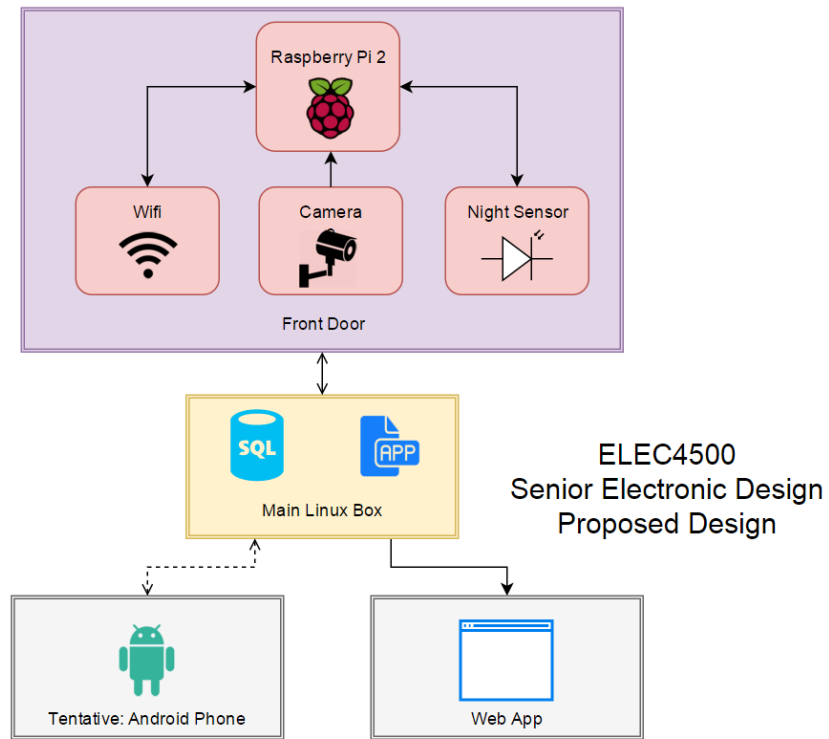 Raspberry Pi 2
Wifi
Camera
Night Sensor
Front Door
SQL
APP
Main Linux Box
ELEC4500
Senior Electronic Design
Proposed Design
Tentative: Android Phone
Web App